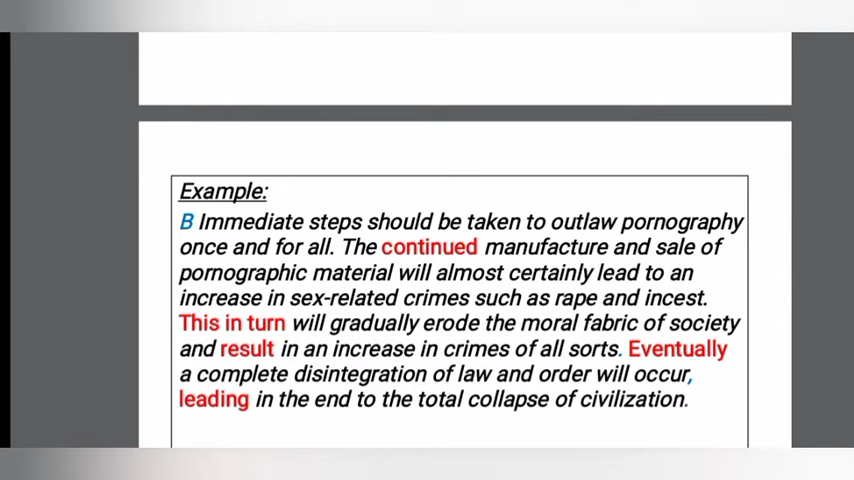 Example:
B Immediate steps should be taken to outlaw pornography
once and for all. The continued manufacture and sale of
pornographic material will almost certainly lead to an
increase in sex-related crimes such as rape and incest.
This in turn will gradually erode the moral fabric of society
and result in an increase in crimes of all sorts. Eventually
a complete disintegration of law and order will occur,
leading in the end to the total collapse of civilization.